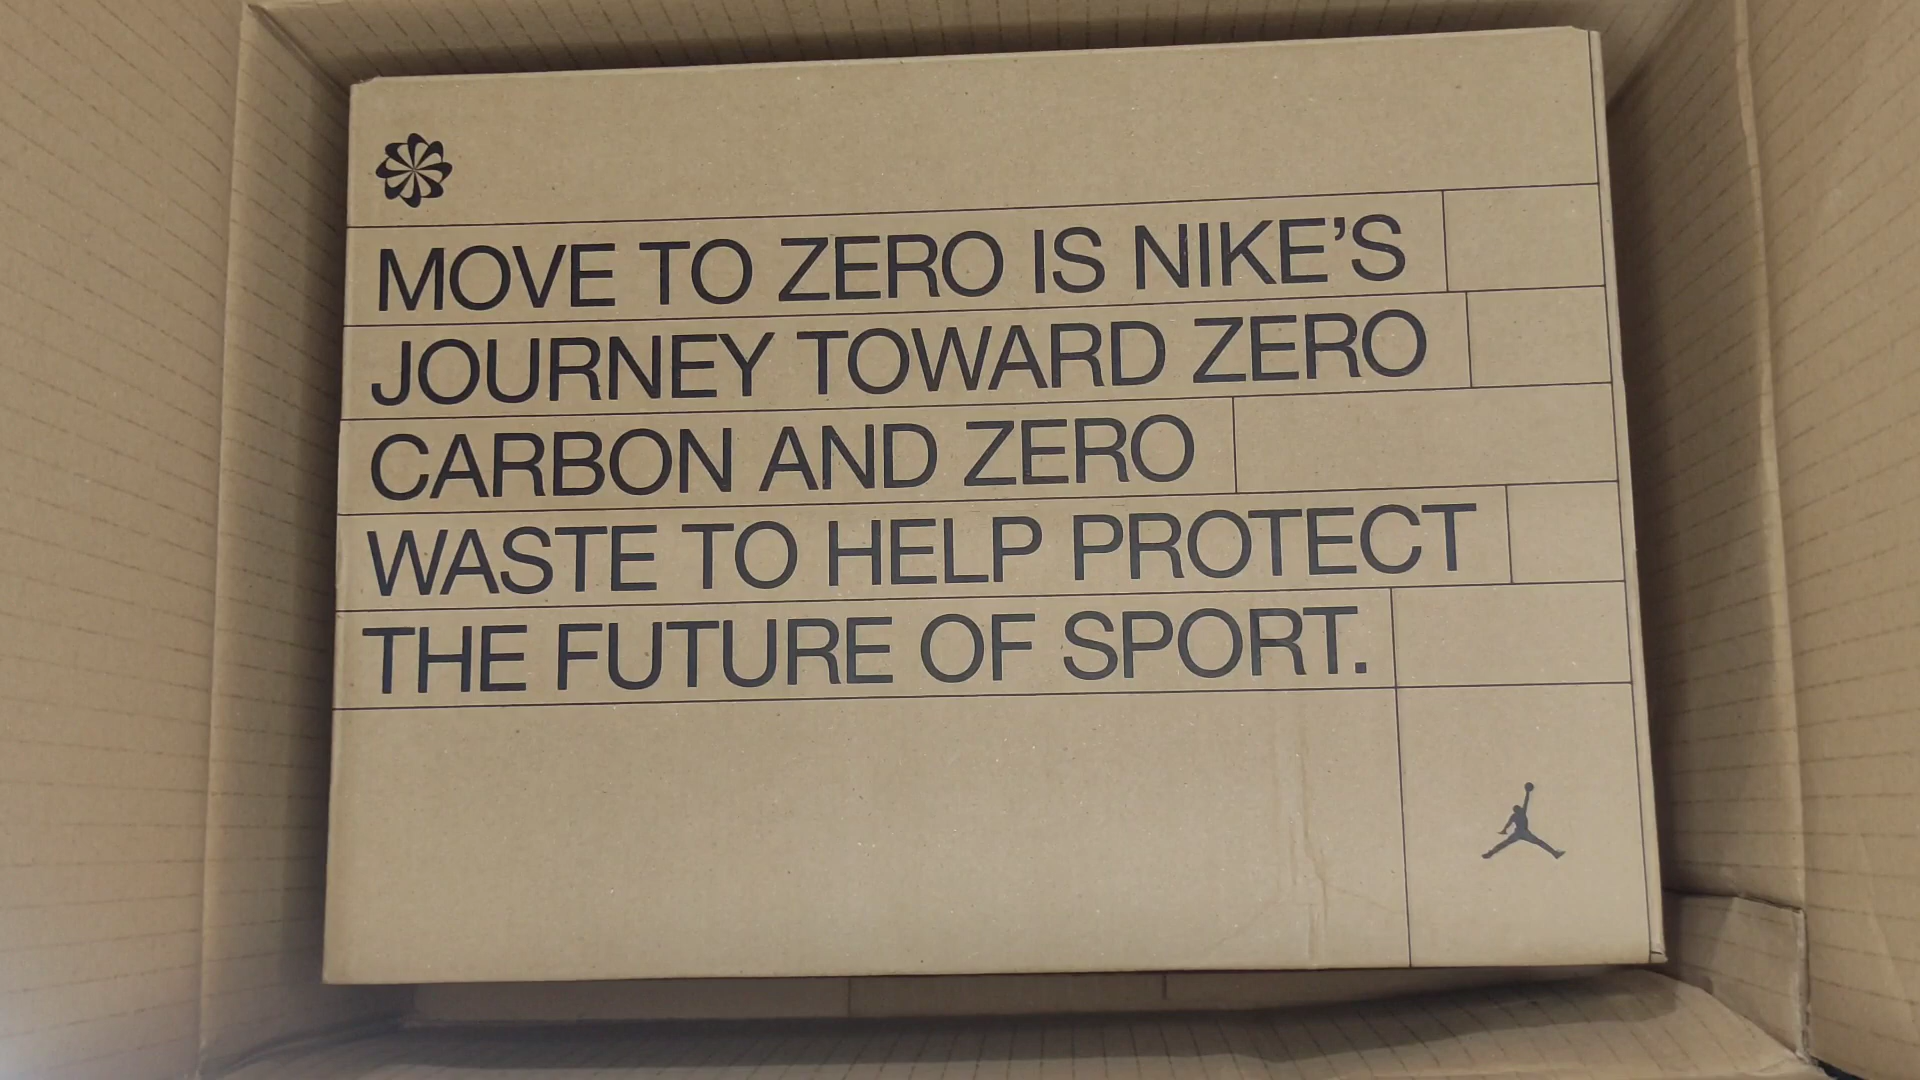 MOVE TO ZERO IS NIKE’S
JOURNEY TOWARD ZERO
CARBON AND ZERO
WASTE TO HELP PROTECT
THE FUTURE OF SPORT.